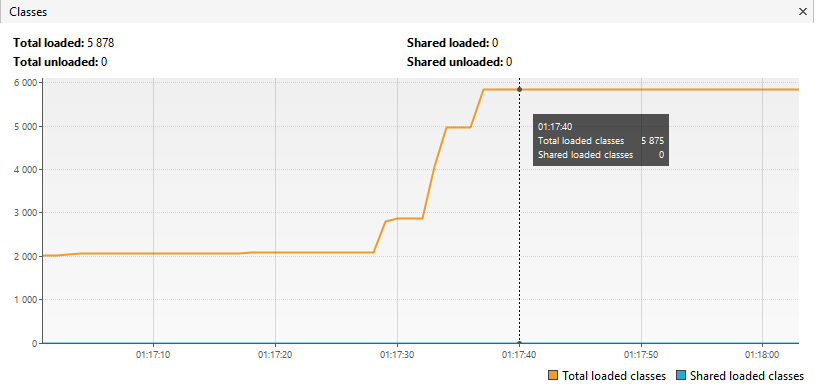 Classes
Total loaded: 5 878 Shared loaded: 0
Total unloaded: 0 Shared unloaded: 0
6 000
5 000
4 000
3 000
2 000
1 000
0
01:17:40
Total loaded classes 5 875
Shared loaded classes 0
01:17:10 01:17:20 01:17:30 01:17:40 01:17:50 01:18:00
Total loaded classes Shared loaded classes